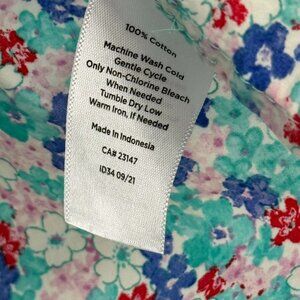 100% Cotton
Machine Wash Cold
Gentle Cycle
Only Non-Chlorine Bleach
When Needed
Tumble Dry Low
Warm Iron, If Needed
Made In Indonesia
CA# 23147
ID34 09/21